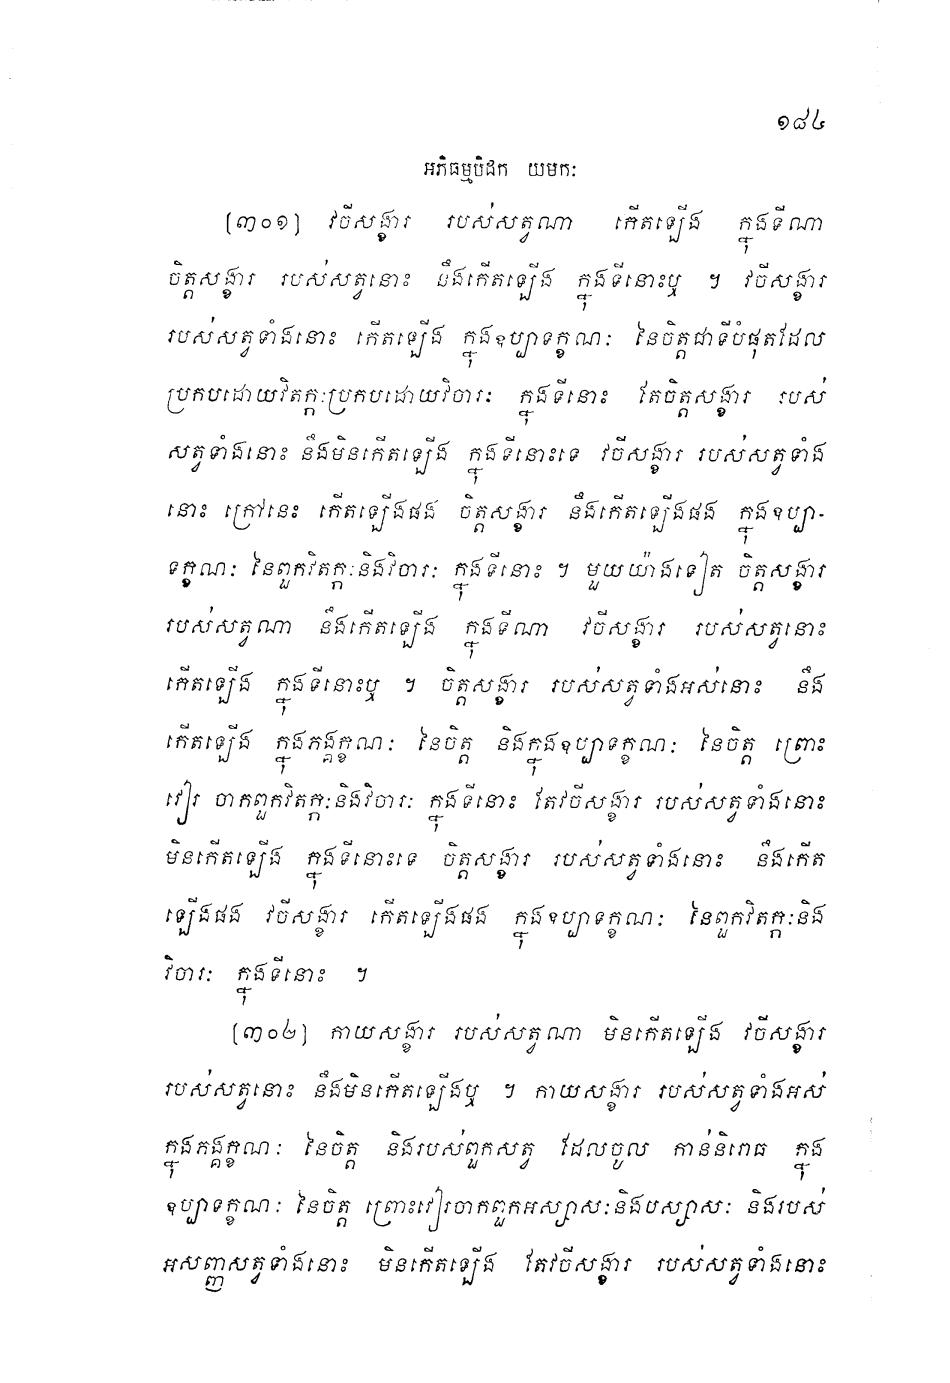 ១៨៤
អភិធម្មបិដក យមកៈ
(៣០១) វចីសង្ខារ របស់សត្វណា កើតឡើង ក្នុងទីណា
ចិត្តសង្ខារ របស់សត្វនោះ នឹងកើតឡើង ក្នុងទីនោះឬ ។ វចីសង្ខារ
របស់សត្វទាំងនោះ កើតឡើង ក្នុងឧប្បាទក្ខណៈ នៃចិត្តជាទីបំផុតដែល
ប្រកបដោយវិតក្កៈប្រកបដោយវិចារៈ ក្នុងទីនោះ តែចិត្តសង្ខារ របស់
សត្វទាំងនោះ នឹងមិនកើតឡើង ក្នុងទីនោះទេ វចីសង្ខារ របស់សត្វទាំង
នោះ ក្រៅនេះ កើតឡើងផង ចិត្តសង្ខារ នឹងកើតឡើងផង ក្នុងឧប្បា-
ទក្ខណៈ នៃពួកវិតក្កៈនិងវិចារៈ ក្នុងទីនោះ ។ មួយយ៉ាងទៀត ចិត្តសង្ខារ
របស់សត្វណា នឹងកើតឡើង ក្នុងទីណា វចីសង្ខារ របស់សត្វនោះ
កើតឡើង ក្នុងទីនោះឬ ។ ចិត្តសង្ខារ របស់សត្វទាំងអស់នោះ នឹង
កើតឡើង ក្នុងភង្គក្ខណៈ នៃចិត្ត និងក្នុងឧប្បាទក្ខណៈ នៃចិត្ត ព្រោះ
វៀរ ចាកពួកវិតក្កៈនិងវិចារៈ ក្នុងទីនោះ តែវចីសង្ខារ របស់សត្វទាំងនោះ
មិនកើតឡើង ក្នុងទីនោះទេ ចិត្តសង្ខារ របស់សត្វទាំងនោះ នឹងកើត
ឡើងផង វចីសង្ខារ កើតឡើងផង ក្នុងឧប្បាទក្ខណៈ នៃពួកវិតក្កៈនិង
វិចារៈ ក្នុងទីនោះ ។
(៣០២) កាយសង្ខារ របស់សត្វណា មិនកើតឡើង វចីសង្ខារ
របស់សត្វនោះ នឹងមិនកើតឡើងឬ ។ កាយសង្ខារ របស់សត្វទាំងអស់
ក្នុងភង្គក្ខណៈ នៃចិត្ត និងរបស់ពួកសត្វ ដែលចូល កាន់និរោធ ក្នុង
ឧប្បាទក្ខណៈ នៃចិត្ត ព្រោះវៀរចាកពួកអស្សាសៈនិងបស្សាសៈ និងរបស់
អសញ្ញសត្វទាំងនោះ មិនកើតឡើង តែវចីសង្ខារ របស់សត្វទាំងនោះ